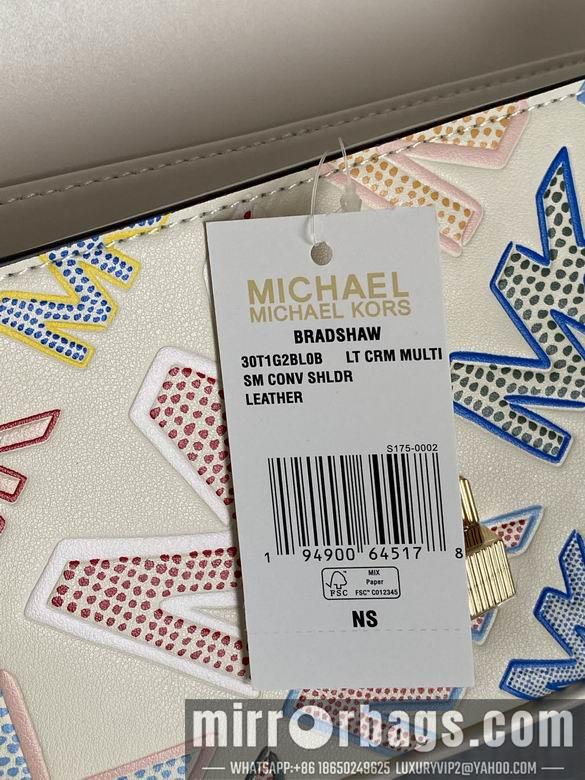 MICHAEL
MICHAEL KORS
BRADSHAW
30T1G2BL0B LT CRM MULTI
SM CONV SHLDR
LEATHER
S175-0002
1 94900 64517 8
FSC
MIX
Paper
FSC™ C012345
NS
mirrorbags.com
WHATSAPP:+86 18650249625 LUXURYVIP2@YAHOO.COM